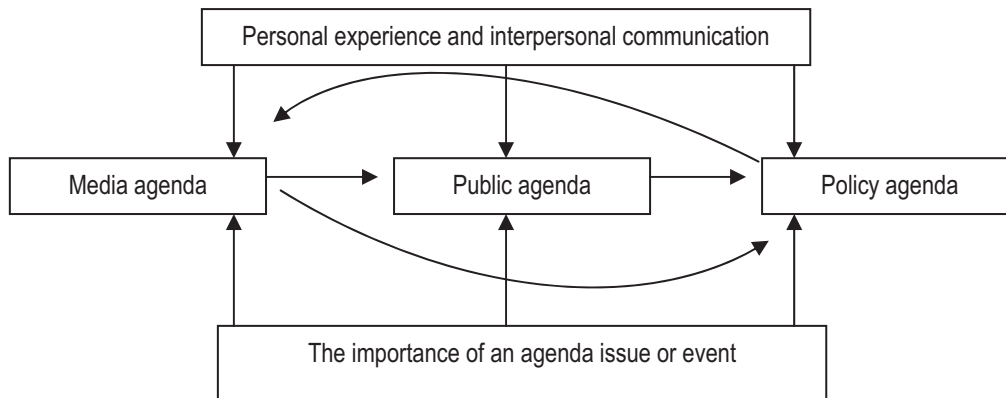 Personal experience and interpersonal communication
Media agenda
Public agenda
Policy agenda
The importance of an agenda issue or event